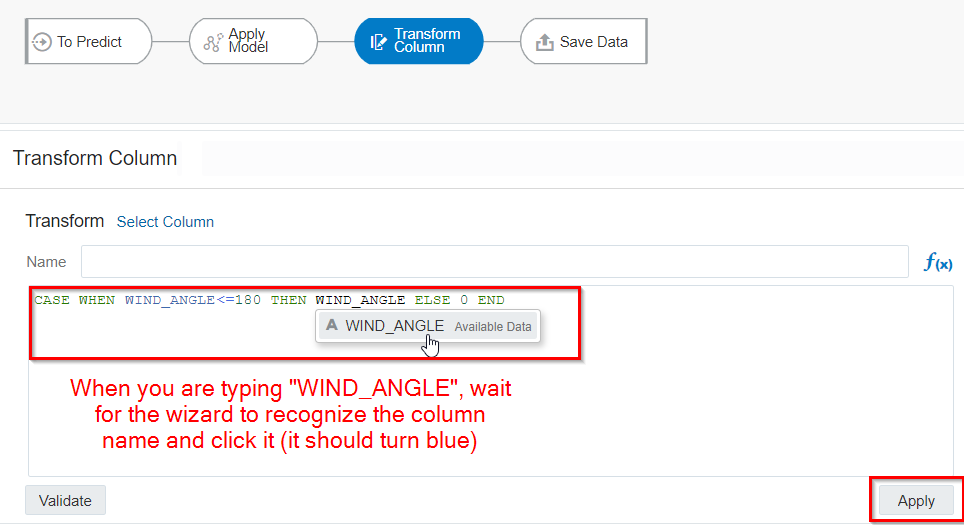 To Predict
Apply
Model
Transform
Column
Save Data
Transform Column
Transform Select Column
Name
f(x)
CASE WHEN WIND_ANGLE<=180 THEN WIND_ANGLE ELSE 0 END
A WIND_ANGLE Available Data
When you are typing "WIND_ANGLE", wait
for the wizard to recognize the column
name and click it (it should turn blue)
Validate
Apply